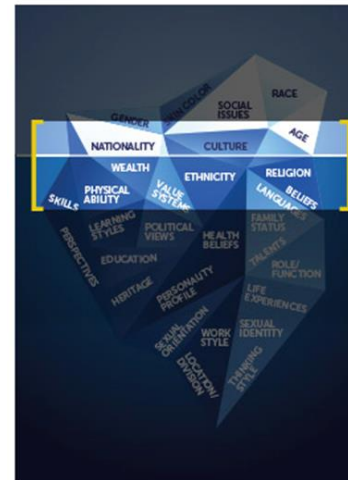 RACE
SKIN COLOR
SOCIAL
ISSUES
GENDER
AGE
NATIONALITY
CULTURE
WEALTH
ETHNICITY
RELIGION
PHYSICAL
ABILITY
VALUE
SYSTEMS
BELIEFS
LANGUAGES
SKILLS
LEARNING
STYLES
POLITICAL
VIEWS
HEALTH
BELIEFS
FAMILY
STATUS
PERSPECTIVES
TALENTS
EDUCATION
ROLE/
FUNCTION
HERITAGE
PERSONALITY
PROFILE
LIFE
EXPERIENCES
SEXUAL
ORIENTATION
WORK
STYLE
SEXUAL
IDENTITY
LOCATION/
DIVISION
THINKING
STYLE